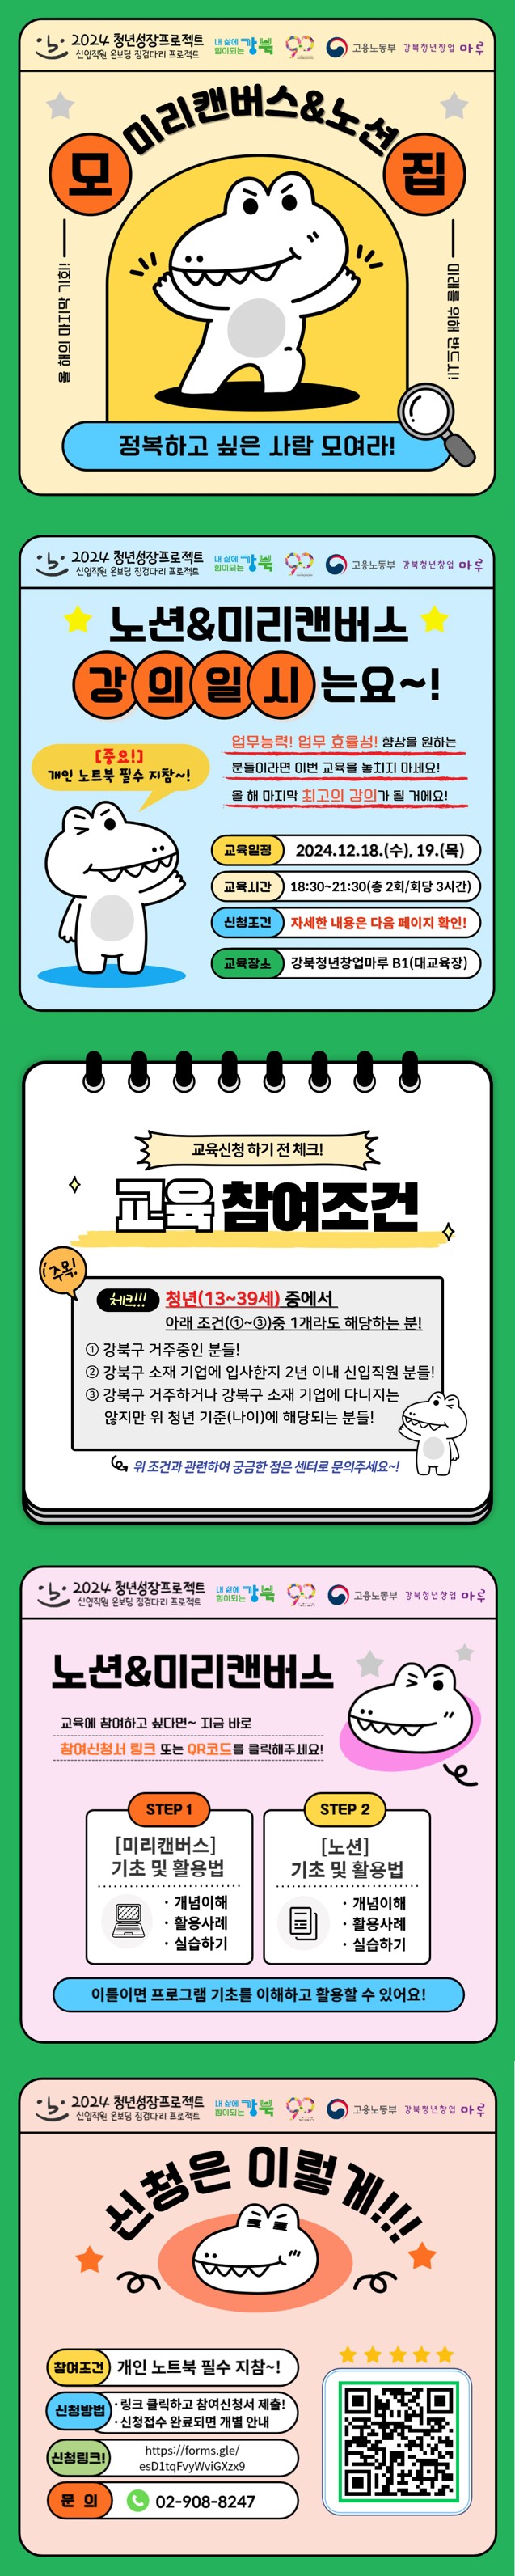 2024 청년성장프로젝트
신입직원 온보딩 징검다리 프로젝트
내 삶에
힘이되는 강북
고용노동부
강북청년창업 마루
미리캔버스&노션
모
집
올 해의 마지막 기회!
미래를 위해 반드시!
정복하고 싶은 사람 모여라!
2024 청년성장프로젝트
신입직원 온보딩 징검다리 프로젝트
내 삶에
힘이되는 강북
고용노동부
강북청년창업 마루
노션&미리캔버스
강의일시는요~!
업무능력! 업무 효율성! 향상을 원하는
분들이라면 이번 교육을 놓치지 마세요!
올 해 마지막 최고의 강의가 될 거에요!
[중요!]
개인 노트북 필수 지참~!
교육일정 2024.12.18.(수), 19.(목)
교육시간 18:30~21:30(총 2회/회당 3시간)
신청조건 자세한 내용은 다음 페이지 확인!
교육장소 강북청년창업마루 B1(대교육장)
교육신청 하기 전 체크!
교육 참여조건
주목!
체크!!! 청년(13~39세) 중에서
아래 조건(①~③)중 1개라도 해당하는 분!
① 강북구 거주중인 분들!
② 강북구 소재 기업에 입사한지 2년 이내 신입직원 분들!
③ 강북구 거주하거나 강북구 소재 기업에 다니지는
않지만 위 청년 기준(나이)에 해당되는 분들!
위 조건과 관련하여 궁금한 점은 센터로 문의주세요~!
2024 청년성장프로젝트
신입직원 온보딩 징검다리 프로젝트
내 삶에
힘이되는 강북
고용노동부
강북청년창업 마루
노션&미리캔버스
교육에 참여하고 싶다면~ 지금 바로
참여신청서 링크 또는 QR코드를 클릭해주세요!
STEP 1
[미리캔버스]
기초 및 활용법
· 개념이해
· 활용사례
· 실습하기
STEP 2
[노션]
기초 및 활용법
· 개념이해
· 활용사례
· 실습하기
이틀이면 프로그램 기초를 이해하고 활용할 수 있어요!
2024 청년성장프로젝트
신입직원 온보딩 징검다리 프로젝트
내 삶에
힘이되는 강북
고용노동부
강북청년창업 마루
신청은 이렇게!!!
참여조건 개인 노트북 필수 지참~!
신청방법
· 링크 클릭하고 참여신청서 제출!
· 신청접수 완료되면 개별 안내
신청링크!
https://forms.gle/
esD1tqFvyWviGXzx9
문 의 02-908-8247